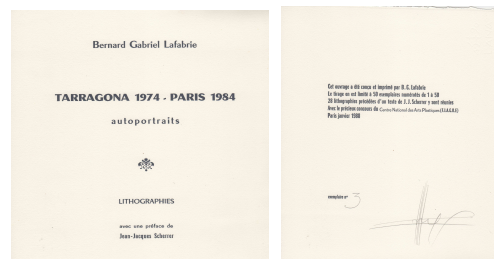 Bernard Gabriel Lafabrie
TARRAGONA 1974 - PARIS 1984
autoportraits
LITHOGRAPHIES
avec une préface de
Jean-Jacques Scherrer
Cet ouvrage a été conçu et imprimé par B. G. Lafabrie
Le tirage en est limité à 50 exemplaires numérotés de 1 à 50
20 lithographies précédées d'un texte de J. J. Scherrer y sont réunies
Avec le précieux concours du Centre National des Arts Plastiques (F.I.A.C.R.E)
Paris janvier 1988
exemplaire n° 3